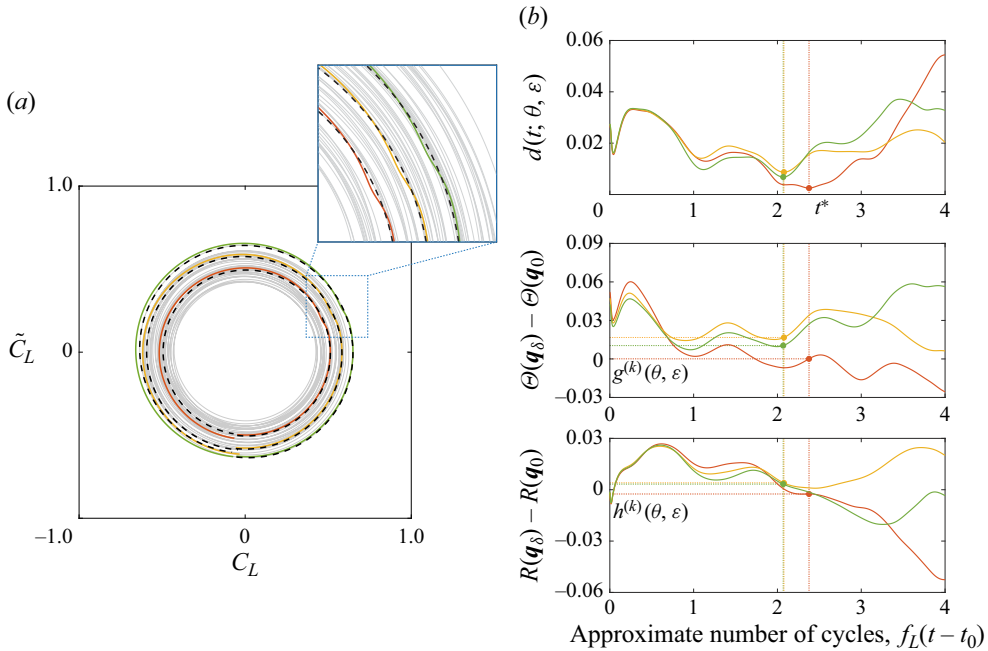 (a)
1.0
C̃_L
0
–1.0
0
1.0
C_L
(b)
0.06
0.04
0.02
d(t; θ, ε)
0
1
2
t*
3
4
0.09
0.06
0.03
0
–0.03
Θ(q_δ) – Θ(q_0)
g^(k)(θ, ε)
0
1
2
3
4
0.03
0
–0.03
–0.06
R(q_δ) – R(q_0)
h^(k)(θ, ε)
0
1
2
3
4
Approximate number of cycles, f_L(t – t_0)